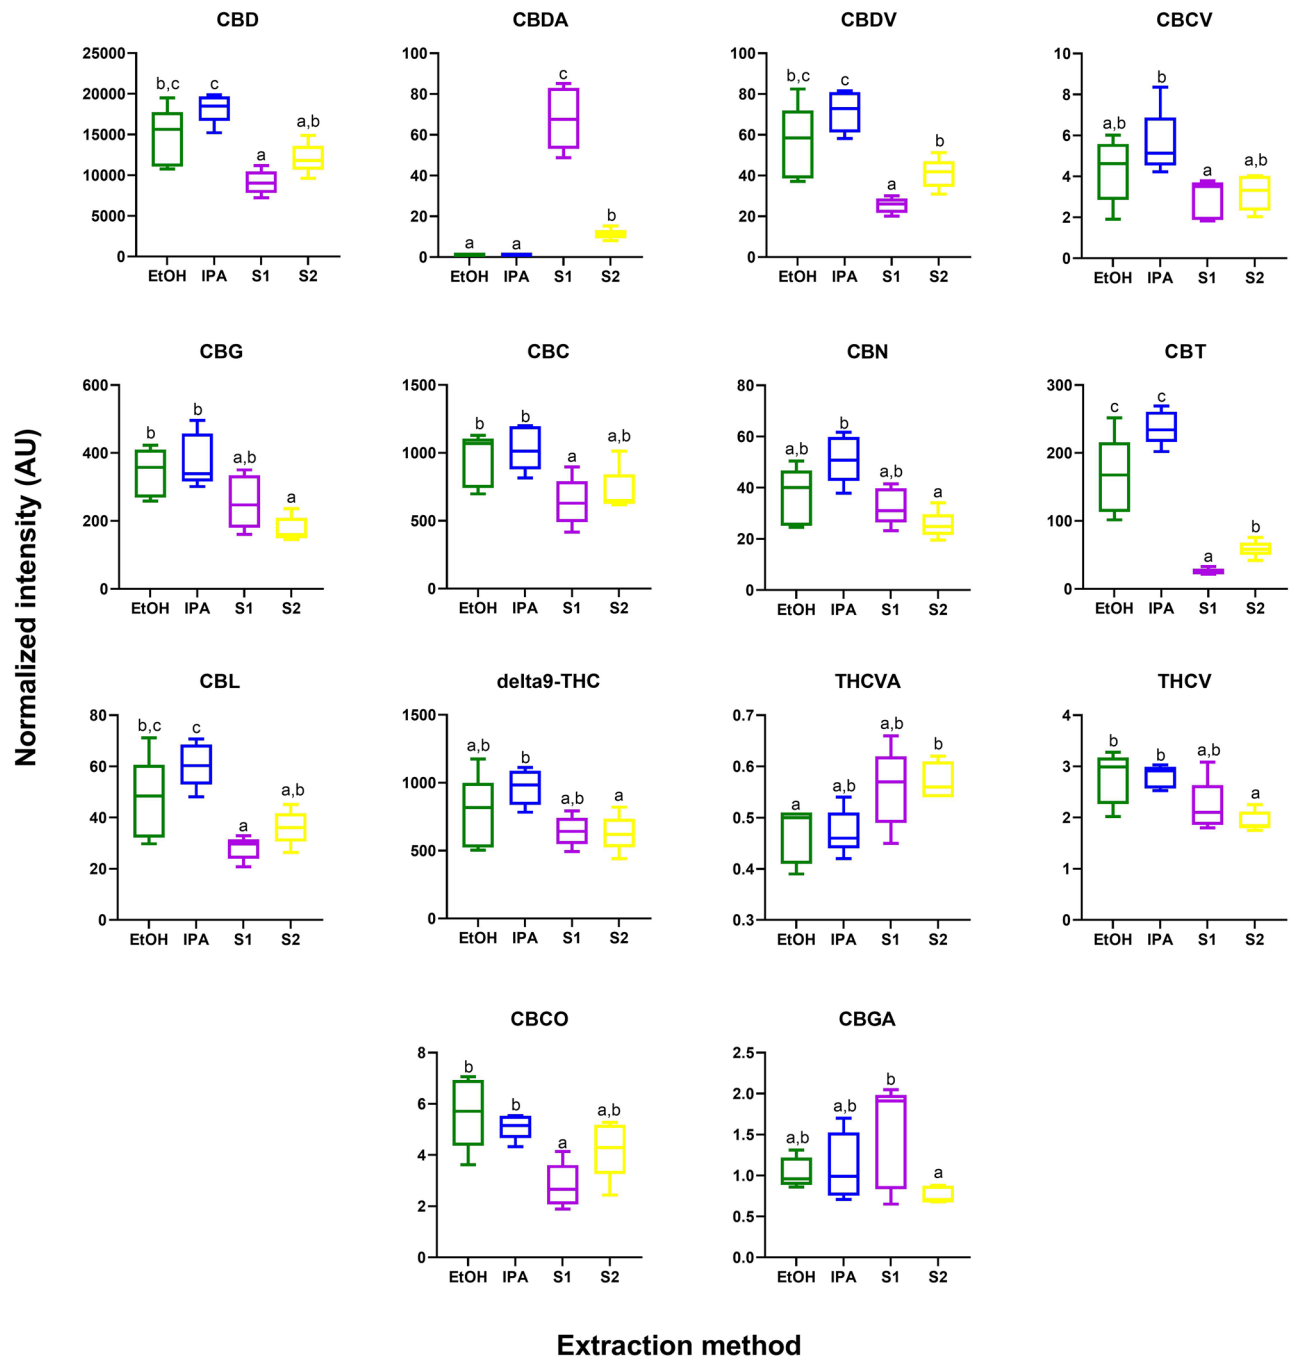 CBD CBDA CBDV CBCV
25000 100 100 10
b,c c c b,c c b
20000 80 80 8
a,b b a,b
15000 60 60 6
a a a,b
10000 40 40 a 4
b
5000 20 20 2
a a
0 0 0 0
EtOH IPA S1 S2 EtOH IPA S1 S2 EtOH IPA S1 S2 EtOH IPA S1 S2
CBG CBC CBN CBT
600 1500 80 300
b b b b c c
a,b a,b a,b
400 1000 60 200
a,b a a,b
a 40 a
200 500 20 100 b
a
0 0 0 0
EtOH IPA S1 S2 EtOH IPA S1 S2 EtOH IPA S1 S2 EtOH IPA S1 S2
Normalized intensity (AU)
CBL delta9-THC THCVA THCV
80 1500 0.7 4
b,c c a,b b a,b b b b a,b
60 1000 0.6 3
a,b a,b a a a,b a
40 a 0.5 2
500
20 0.4 1
0 0 0.3 0
EtOH IPA S1 S2 EtOH IPA S1 S2 EtOH IPA S1 S2 EtOH IPA S1 S2
CBCO CBGA
8 2.5
b b
6 b a,b 2.0 a,b
a 1.5 a,b
4 1.0 a
2 0.5
0 0.0
EtOH IPA S1 S2 EtOH IPA S1 S2
Extraction method